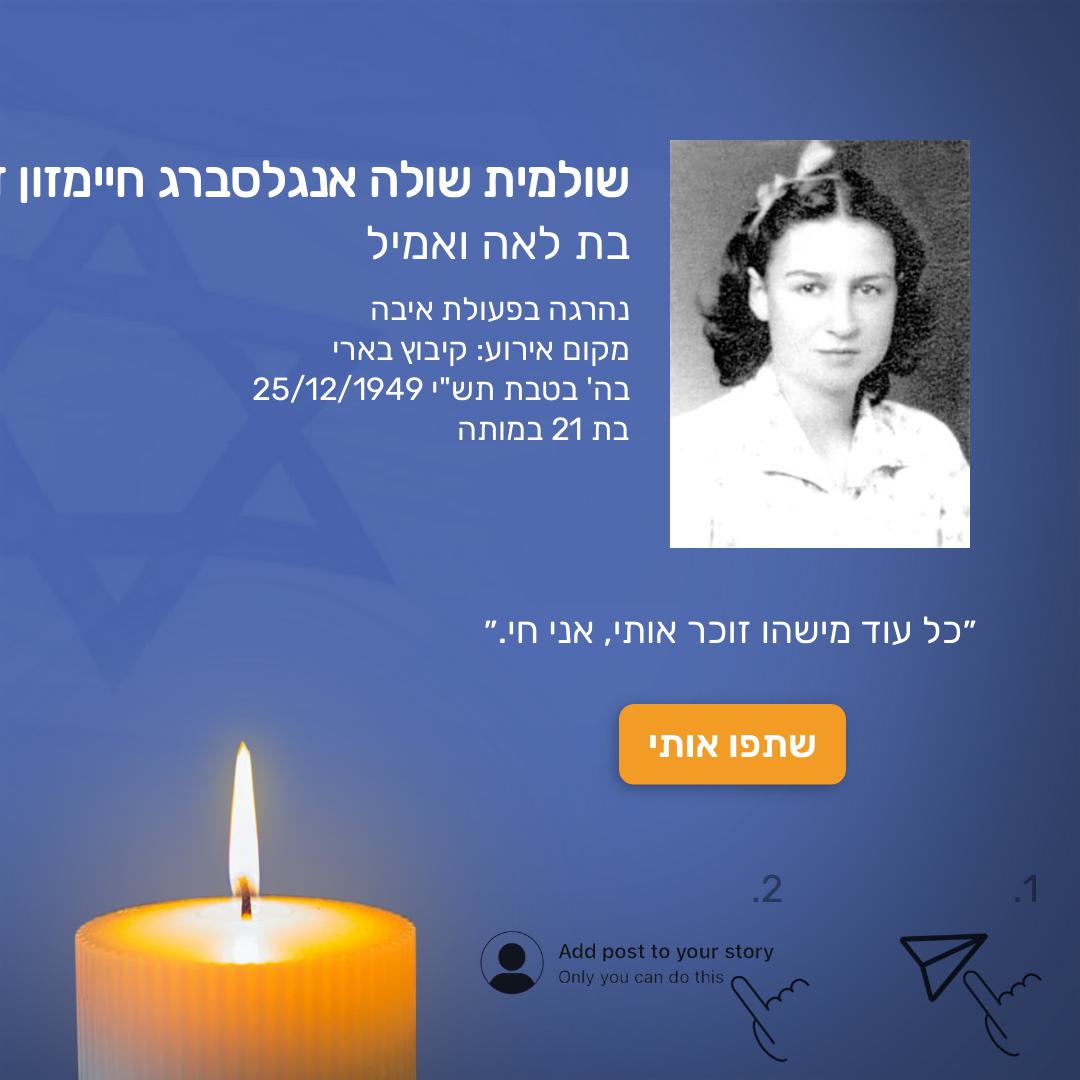 שולמית שולה אנגלסברג חיימזון
בת לאה ואמיל
נהרגה בפעולת איבה
מקום אירוע: קיבוץ בארי
בה' בטבת תש"י 25/12/1949
בת 21 במותה
״כל עוד מישהו זוכר אותי, אני חי.״
שתפו אותי
.1
.2
Add post to your story
Only you can do this